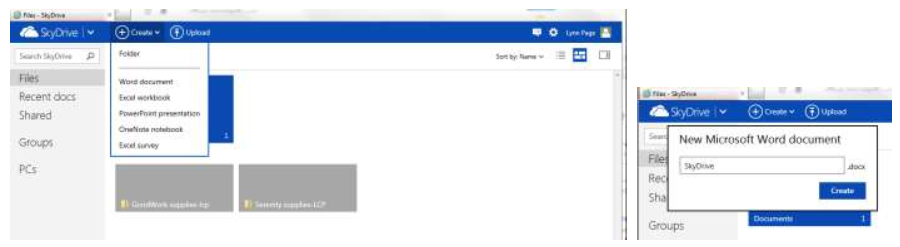 Files - SkyDrive
SkyDrive
Create
Upload
Lynn Page
Search SkyDrive
Sort by: Name
Files
Recent docs
Shared
Groups
PCs
Folder
Word document
Excel workbook
PowerPoint presentation
OneNote notebook
Excel survey
1
GoodWork supplies-lcp
Serenity supplies-LCP
Files - SkyDrive
SkyDrive
Create
Upload
Sear
New Microsoft Word document
SkyDrive
.docx
Create
Files
Rec
Sha
Groups
Documents 1